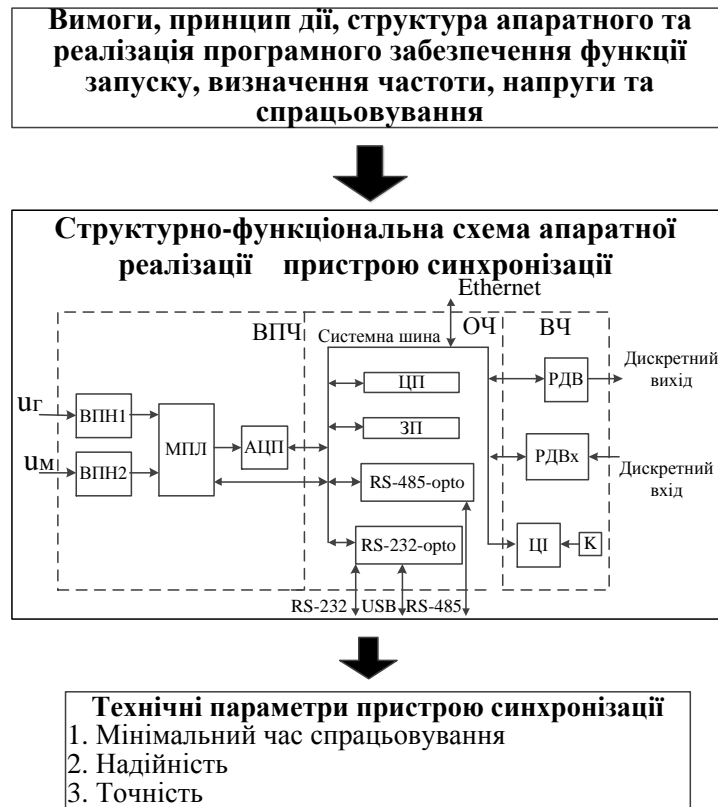 Вимоги, принцип дії, структура апаратного та
реалізація програмного забезпечення функції
запуску, визначення частоти, напруги та
спрацьовування
Структурно-функціональна схема апаратної
реалізації пристрою синхронізації
Ethernet
ВПЧ
Системна шина
ОЧ
ВЧ
Дискретний
вихід
РДВ
ЦП
uг
ВПН1
ЗП
МПЛ
АЦП
uм
ВПН2
РДВх
Дискретний
вхід
RS-485-opto
RS-232-opto
ЦІ
К
RS-232
USB
RS-485
Технічні параметри пристрою синхронізації
1. Мінімальний час спрацьовування
2. Надійність
3. Точність